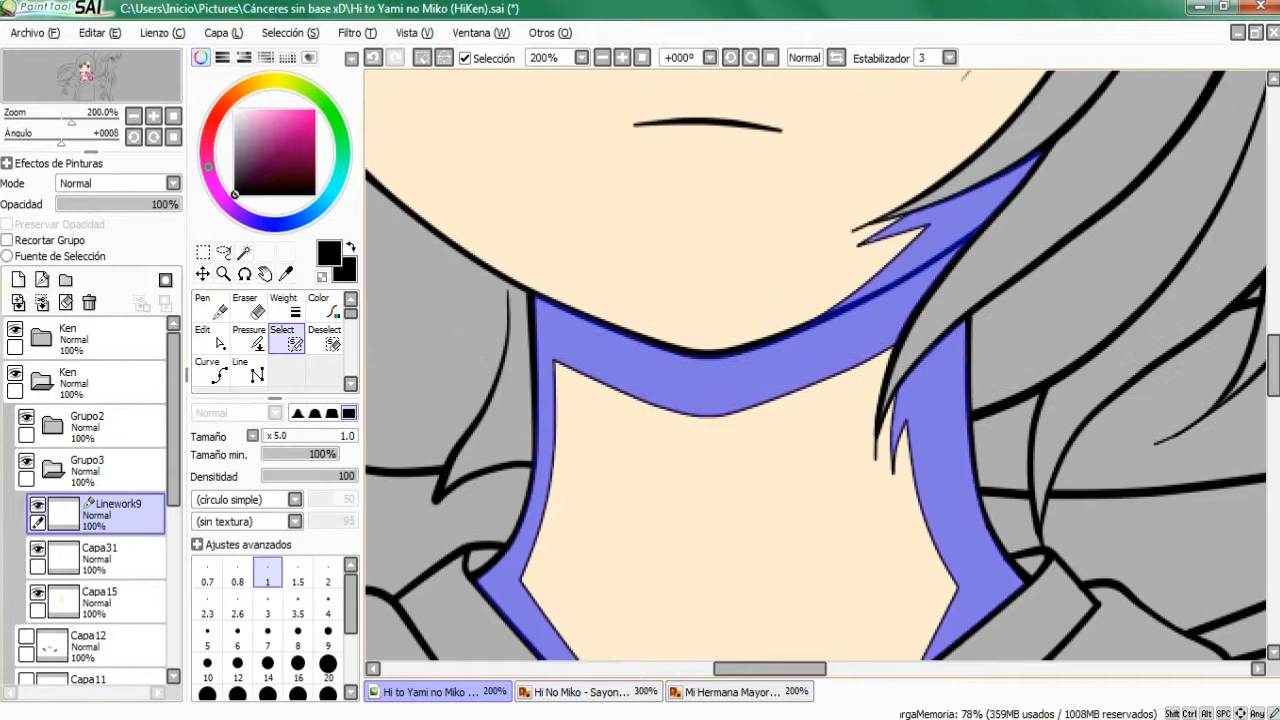 PaintTool SAI
C:\Users\Inicio\Pictures\Cánceres sin base xD\Hi to Yami no Miko (HiKen).sai (*)
Archivo (F) Editar (E) Lienzo (C) Capa (L) Selección (S) Filtro (T) Vista (V) Ventana (W) Otros (O)
Selección 200% +000º Normal Estabilizador 3
Zoom 200.0%
Ángulo +000ß
Efectos de Pinturas
Mode Normal
Opacidad 100%
Preservar Opacidad
Recortar Grupo
Fuente de Selección
Ken
Normal
100%
Ken
Normal
100%
Grupo2
Normal
100%
Grupo3
Normal
100%
Linework9
Normal
100%
Capa31
Normal
100%
Capa15
Normal
100%
Capa12
Normal
100%
Capa11
Pen Eraser Weight Color
Edit Pressure Select Deselect
Curve Line
Normal
Tamaño x 5.0 1.0
Tamaño min. 100%
Densitidad 100
(círculo simple) 50
(sin textura) 95
Ajustes avanzados
0.7 0.8 1 1.5 2
2.3 2.6 3 3.5 4
5 6 7 8 9
10 12 14 16 20
Hi to Yami no Miko ... 200% Hi No Miko - Sayon... 300% Mi Hermana Mayor... 200%
argaMemoria: 78% (359MB usados / 1008MB reservados) Shift Ctrl Alt SPC Any